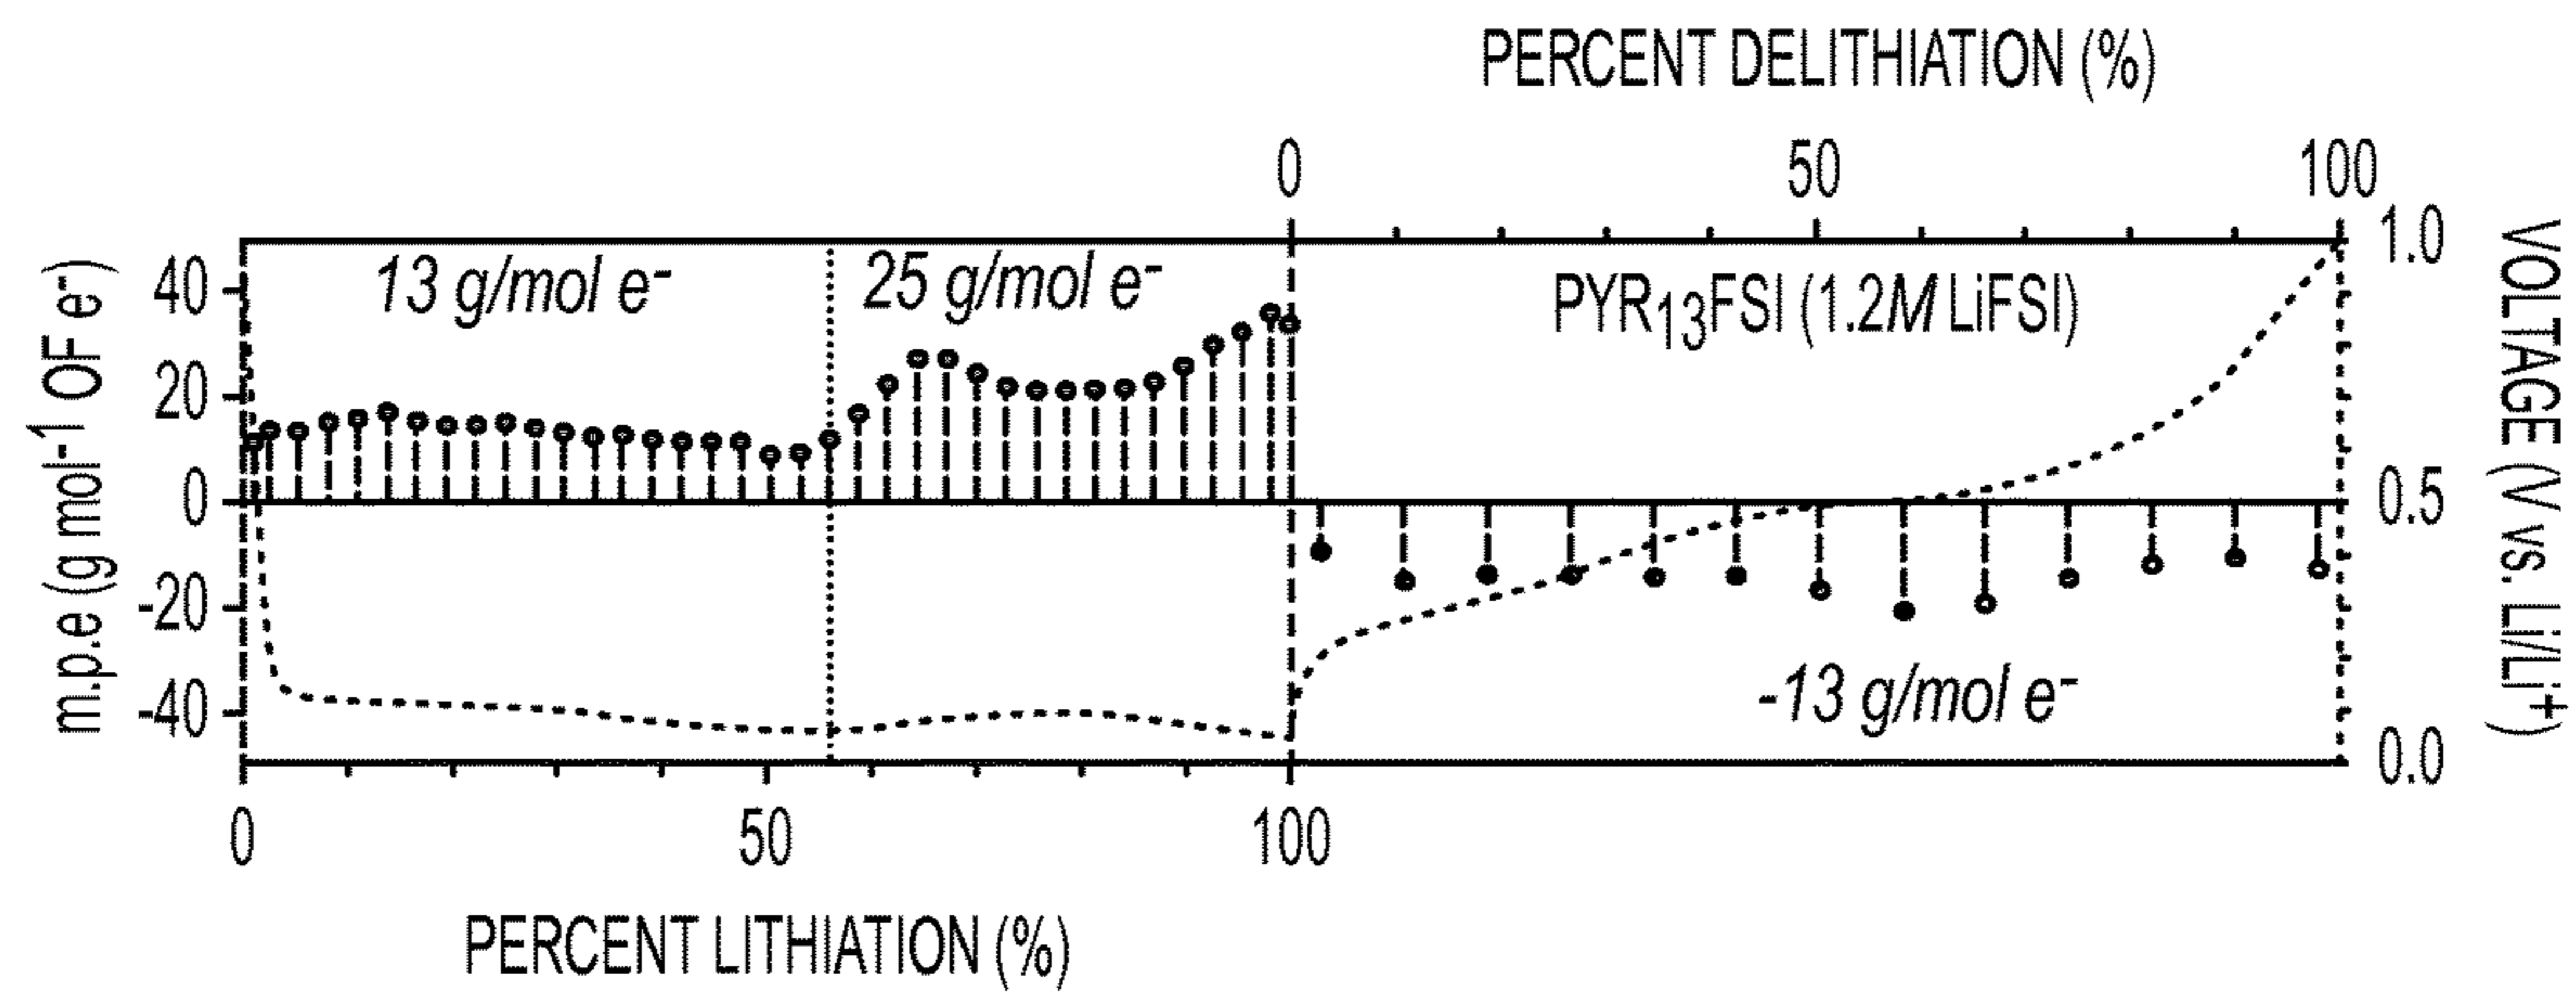 PERCENT DELITHIATION (%)
0 50 100
m.p.e (g mol-1 OF e-)
40
20
0
-20
-40
13 g/mol e-
25 g/mol e-
PYR13FSI (1.2M LiFSI)
-13 g/mol e-
1.0
0.5
0.0
VOLTAGE (V vs. Li/Li+)
0 50 100
PERCENT LITHIATION (%)